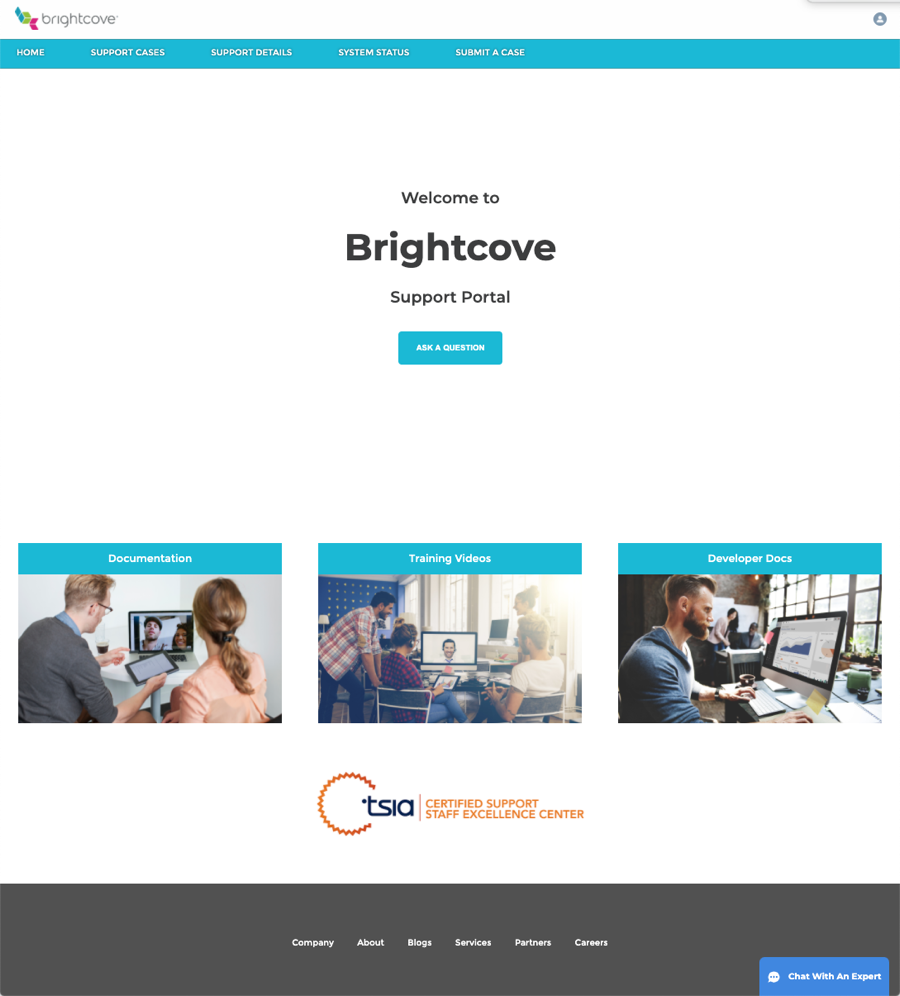 brightcove
HOME SUPPORT CASES SUPPORT DETAILS SYSTEM STATUS SUBMIT A CASE
Welcome to
Brightcove
Support Portal
ASK A QUESTION
Documentation Training Videos Developer Docs
tsia CERTIFIED SUPPORT
STAFF EXCELLENCE CENTER
Company About Blogs Services Partners Careers
Chat With An Expert